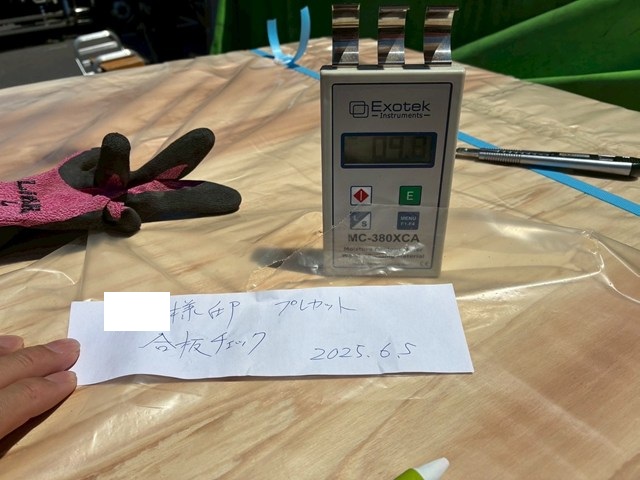 Exotek
Instruments
09.8
E
MENU
MC-380XCA
様邸 プレカット
合板チェック
2025.6.5